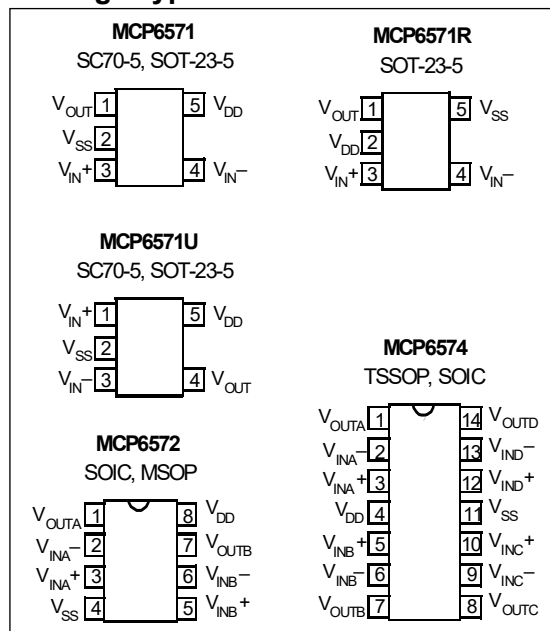 MCP6571
SC70-5, SOT-23-5
VOUT 1 5 VDD
VSS 2
VIN+ 3 4 VIN–
MCP6571R
SOT-23-5
VOUT 1 5 VSS
VDD 2
VIN+ 3 4 VIN–
MCP6571U
SC70-5, SOT-23-5
VIN+ 1 5 VDD
VSS 2
VIN– 3 4 VOUT
MCP6572
SOIC, MSOP
VOUTA 1 8 VDD
VINA– 2 7 VOUTB
VINA+ 3 6 VINB–
VSS 4 5 VINB+
MCP6574
TSSOP, SOIC
VOUTA 1 14 VOUTD
VINA– 2 13 VIND–
VINA+ 3 12 VIND+
VDD 4 11 VSS
VINB+ 5 10 VINC+
VINB– 6 9 VINC–
VOUTB 7 8 VOUTC